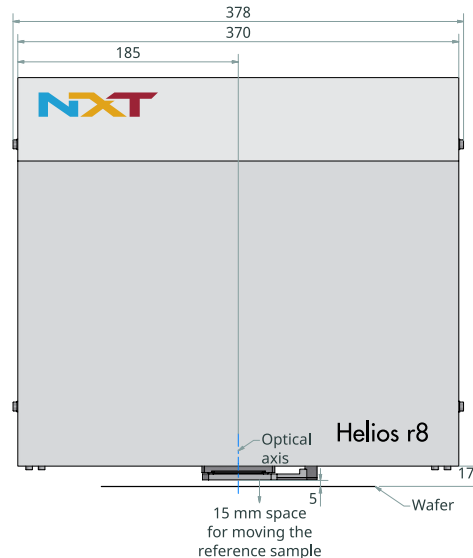 378
370
185
NXT
Helios r8
Optical
axis
17
5
Wafer
15 mm space
for moving the
reference sample